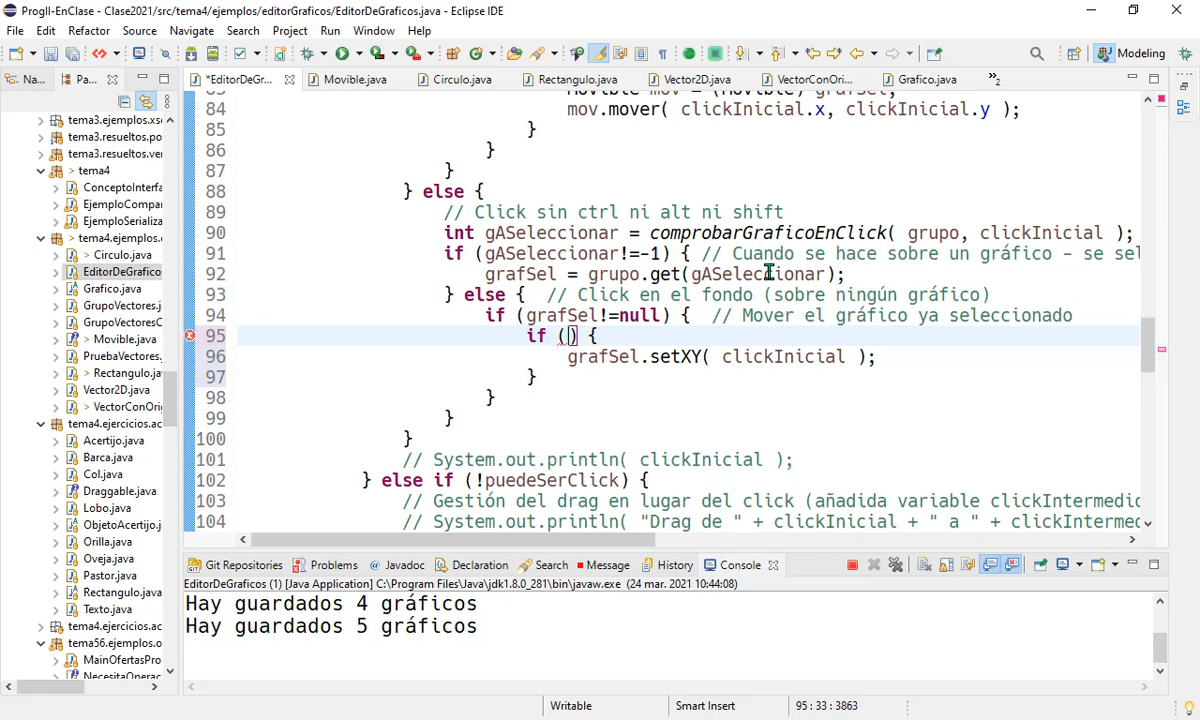 ProgII-EnClase - Clase2021/src/tema4/ejemplos/editorGraficos/EditorDeGraficos.java - Eclipse IDE
File Edit Refactor Source Navigate Search Project Run Window Help
Modeling
Na... Pa...
*EditorDeGr... Movible.java Circulo.java Rectangulo.java Vector2D.java VectorConOri... Grafico.java »2
tema3.ejemplos.xs
tema3.resueltos.po
tema3.resueltos.ve
> tema4
ConceptoInterfa
EjemploCompar
EjemploSerializa
> tema4.ejemplos.
> Circulo.java
EditorDeGrafico
Grafico.java
GrupoVectores.j
GrupoVectoresC
> Movible.java
PruebaVectores.
> Rectangulo.ja
Vector2D.java
> VectorConOri
tema4.ejercicios.ac
Acertijo.java
Barca.java
Col.java
Draggable.java
Lobo.java
ObjetoAcertijo.j
Orilla.java
Oveja.java
Pastor.java
Rectangulo.java
Texto.java
tema4.ejercicios.ac
tema56.ejemplos.o
MainOfertasPro
NecesitaOperac
83 Movible mov = (Movible) grafSel;
84 mov.mover( clickInicial.x, clickInicial.y );
85 }
86 }
87 }
88 } else {
89 // Click sin ctrl ni alt ni shift
90 int gASeleccionar = comprobarGraficoEnClick( grupo, clickInicial );
91 if (gASeleccionar!=-1) { // Cuando se hace sobre un gráfico - se sel
92 grafSel = grupo.get(gASeleccionar);
93 } else { // Click en el fondo (sobre ningún gráfico)
94 if (grafSel!=null) { // Mover el gráfico ya seleccionado
95 if () {
96 grafSel.setXY( clickInicial );
97 }
98 }
99 }
100 }
101 // System.out.println( clickInicial );
102 } else if (!puedeSerClick) {
103 // Gestión del drag en lugar del click (añadida variable clickIntermedio
104 // System.out.println( "Drag de " + clickInicial + " a " + clickIntermed
Git Repositories Problems Javadoc Declaration Search Message History Console
EditorDeGraficos (1) [Java Application] C:\Program Files\Java\jdk1.8.0_281\bin\javaw.exe (24 mar. 2021 10:44:08)
Hay guardados 4 gráficos
Hay guardados 5 gráficos
Writable Smart Insert 95 : 33 : 3863